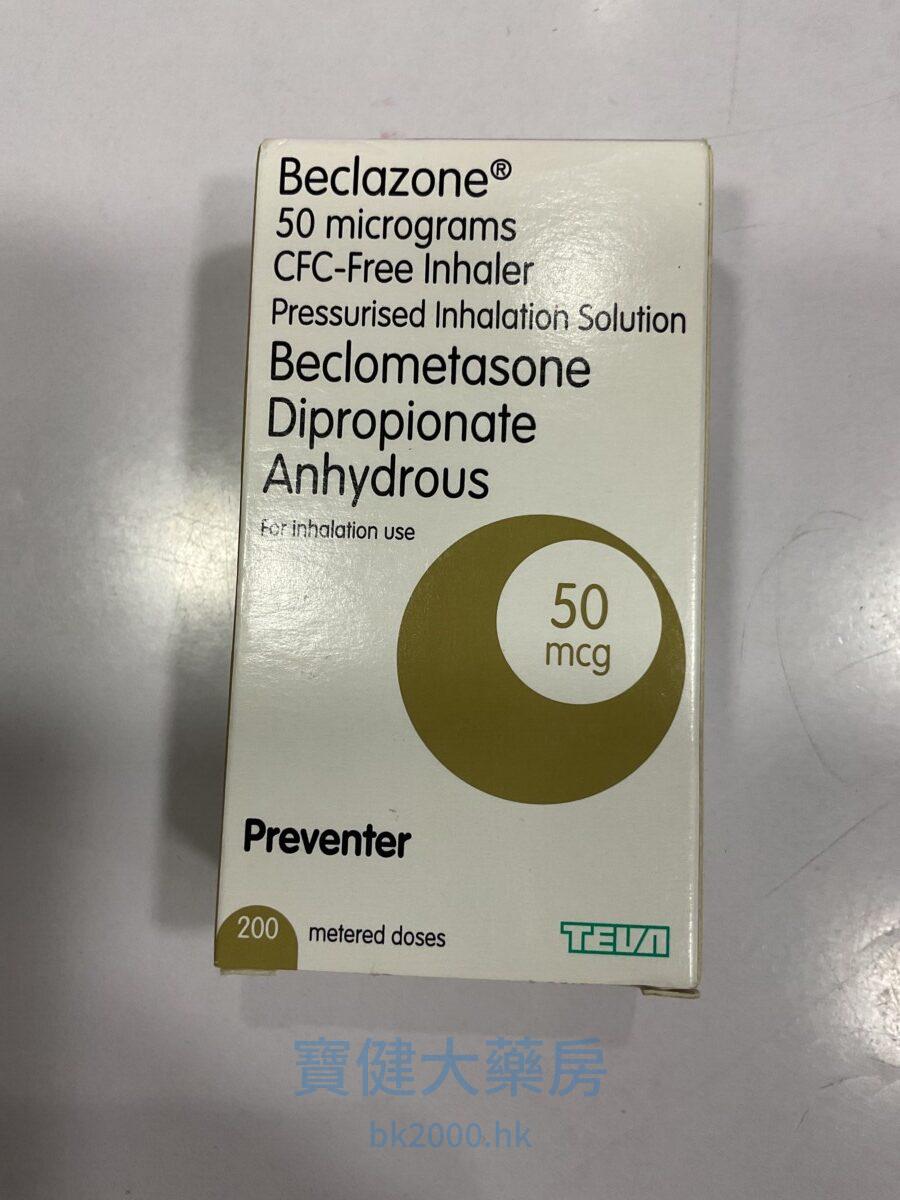 Beclazone®
50 micrograms
CFC-Free Inhaler
Pressurised Inhalation Solution
Beclometasone
Dipropionate
Anhydrous
For inhalation use
50
mcg
Preventer
200 metered doses
TEVA
寶健大藥房
bk2000.hk